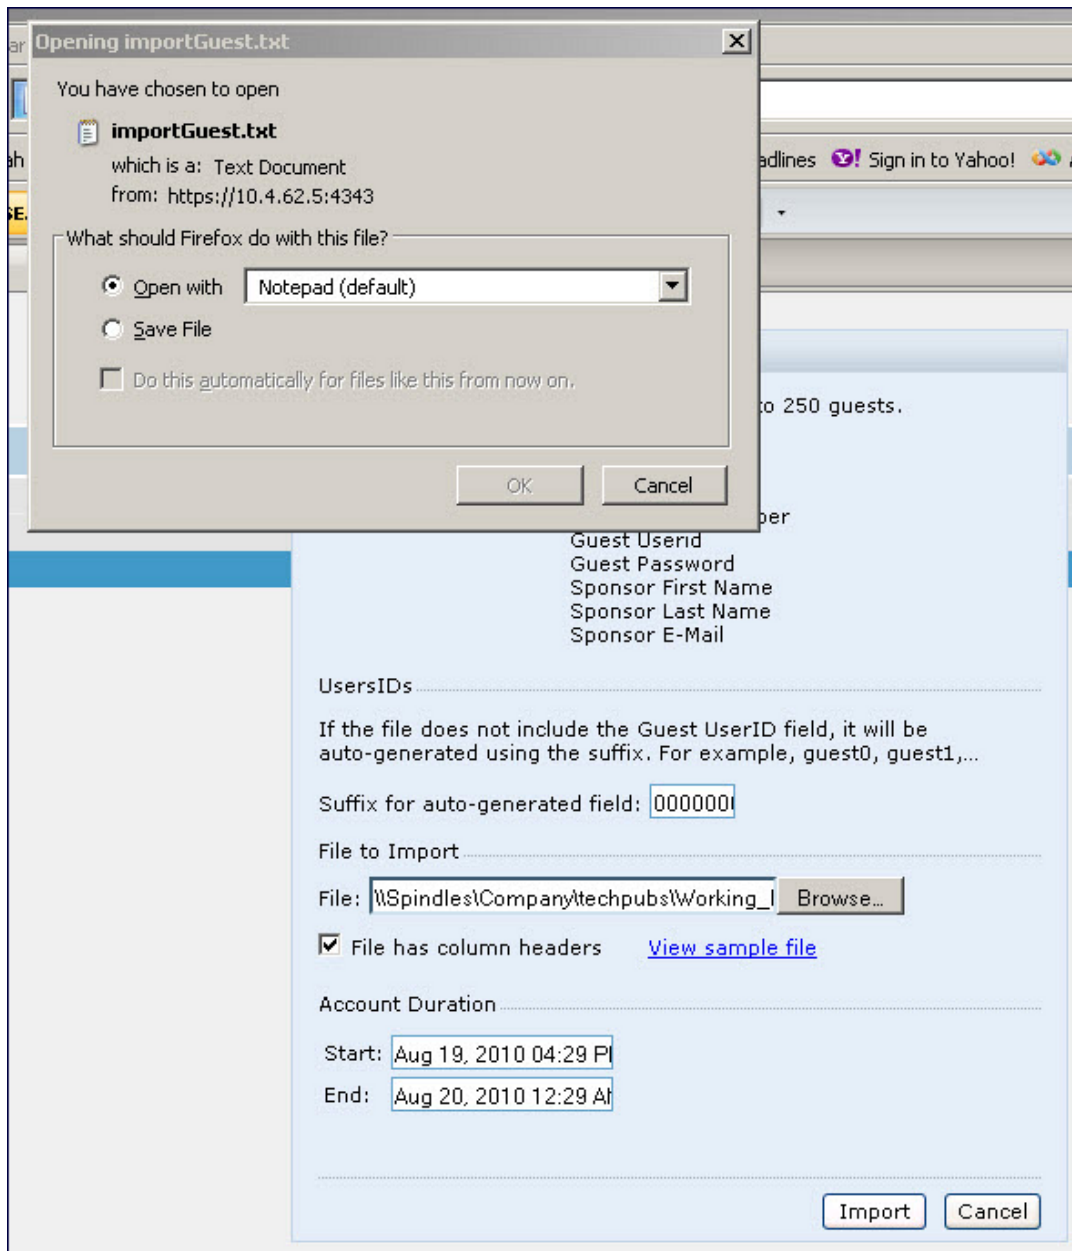 Opening importGuest.txt
You have chosen to open
importGuest.txt
which is a: Text Document
from: https://10.4.62.5:4343
What should Firefox do with this file?
Open with Notepad (default)
Save File
Do this automatically for files like this from now on.
OK Cancel
Sign in to Yahoo!
to 250 guests.
Guest Userid
Guest Password
Sponsor First Name
Sponsor Last Name
Sponsor E-Mail
UsersIDs
If the file does not include the Guest UserID field, it will be
auto-generated using the suffix. For example, guest0, guest1,...
Suffix for auto-generated field: 000000
File to Import
File: \\Spindles\Company\techpubs\Working_ Browse...
File has column headers View sample file
Account Duration
Start: Aug 19, 2010 04:29 P
End: Aug 20, 2010 12:29 A
Import Cancel